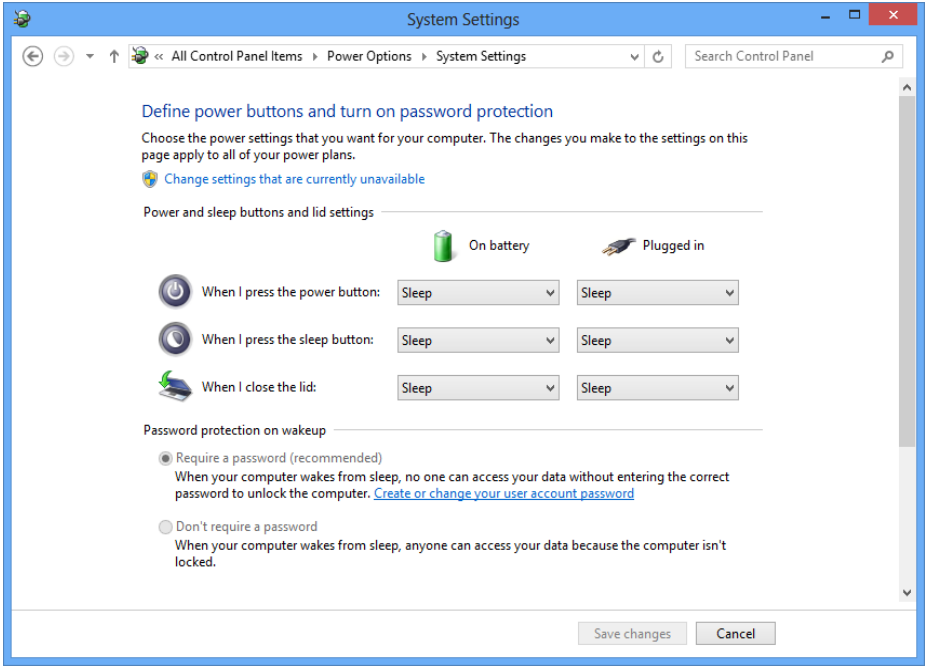 System Settings
« All Control Panel Items Power Options System Settings Search Control Panel
Define power buttons and turn on password protection
Choose the power settings that you want for your computer. The changes you make to the settings on this
page apply to all of your power plans.
Change settings that are currently unavailable
Power and sleep buttons and lid settings
On battery Plugged in
When I press the power button: Sleep Sleep
When I press the sleep button: Sleep Sleep
When I close the lid: Sleep Sleep
Password protection on wakeup
Require a password (recommended)
When your computer wakes from sleep, no one can access your data without entering the correct
password to unlock the computer. Create or change your user account password
Don't require a password
When your computer wakes from sleep, anyone can access your data because the computer isn't
locked.
Save changes Cancel